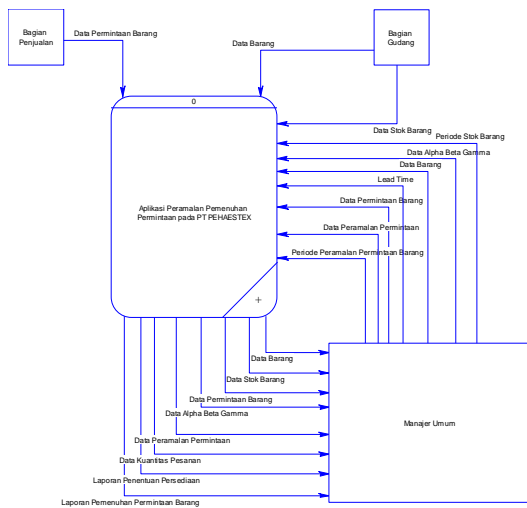 Bagian
Penjualan
Data Permintaan Barang
Bagian
Gudang
Data Barang
0
Data Stok Barang
Periode Stok Barang
Data Alpha Beta Gamma
Data Barang
Lead Time
Data Permintaan Barang
Data Peramalan Permintaan
Periode Peramalan Permintaan Barang
Aplikasi Peramalan Pemenuhan
Permintaan pada PT PEHAESTEX
+
Data Barang
Data Stok Barang
Data Permintaan Barang
Data Alpha Beta Gamma
Data Peramalan Permintaan
Data Kuantitas Pesanan
Laporan Penentuan Persediaan
Laporan Pemenuhan Permintaan Barang
Manajer Umum